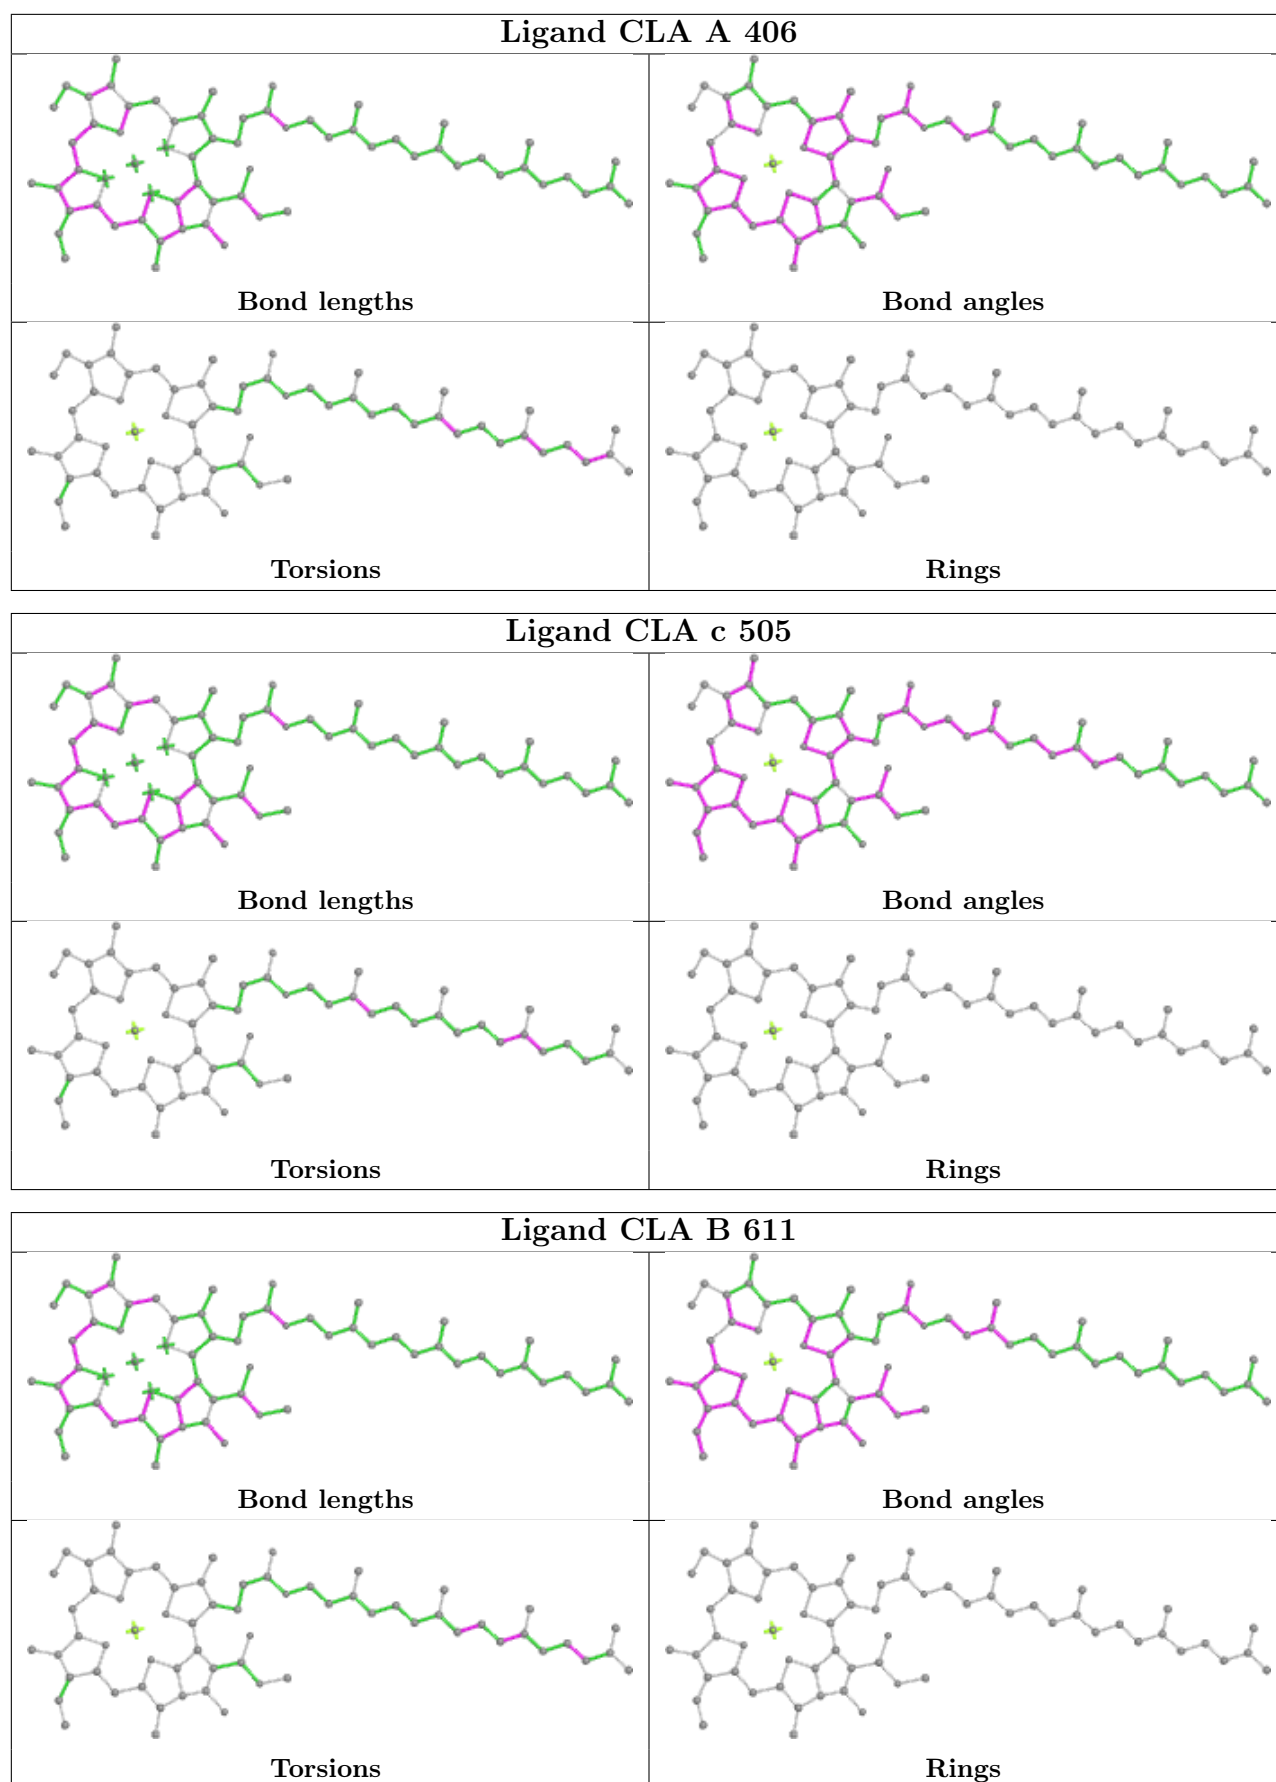 Ligand CLA A 406
Bond lengths
Bond angles
Torsions
Rings
Ligand CLA c 505
Bond lengths
Bond angles
Torsions
Rings
Ligand CLA B 611
Bond lengths
Bond angles
Torsions
Rings